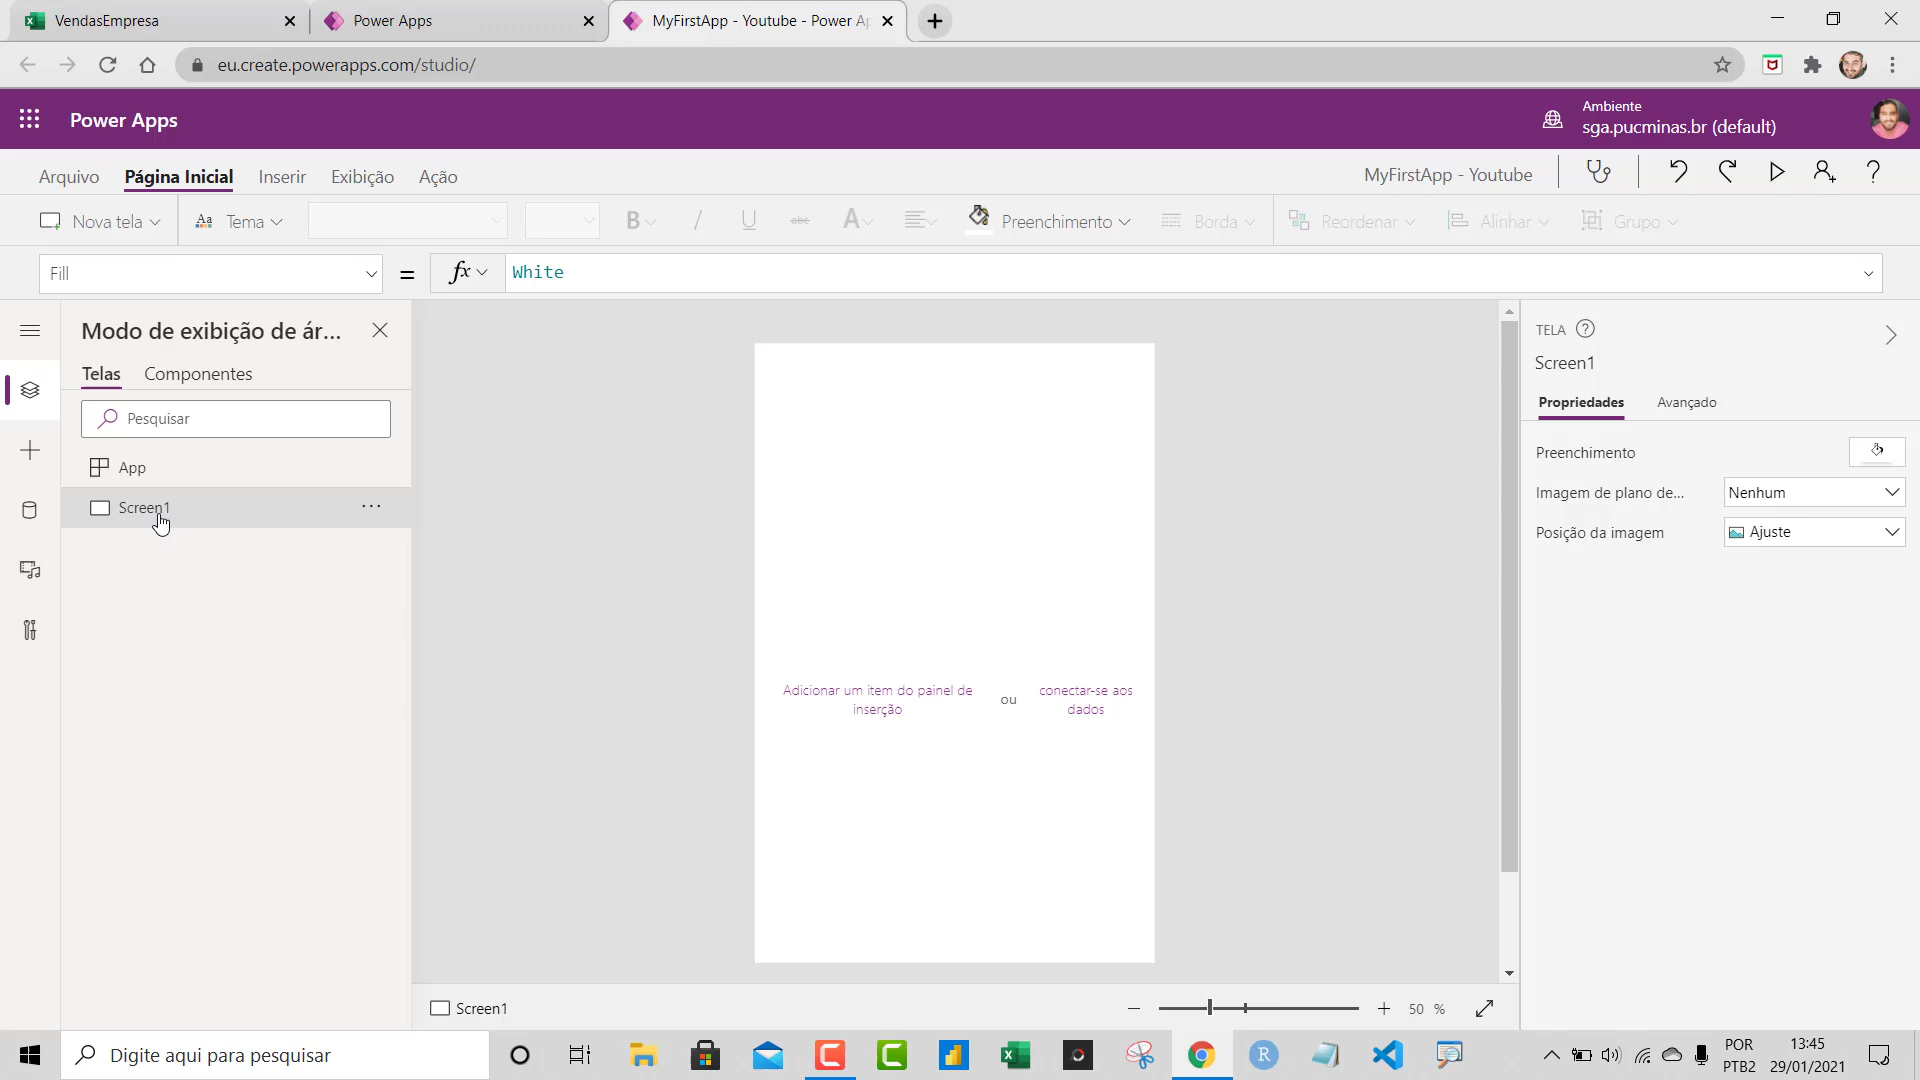 VendasEmpresa
Power Apps
MyFirstApp - Youtube - Power Ap
eu.create.powerapps.com/studio/
Power Apps
Ambiente
sga.pucminas.br (default)
Arquivo
Página Inicial
Inserir
Exibição
Ação
MyFirstApp - Youtube
Nova tela
Tema
Preenchimento
Borda
Reordenar
Alinhar
Grupo
Fill
=
fx
White
Modo de exibição de ár...
Telas
Componentes
Pesquisar
App
Screen1
Adicionar um item do painel de
inserção
ou
conectar-se aos
dados
TELA
Screen1
Propriedades
Avançado
Preenchimento
Imagem de plano de...
Nenhum
Posição da imagem
Ajuste
Screen1
50 %
Digite aqui para pesquisar
POR
PTB2
13:45
29/01/2021